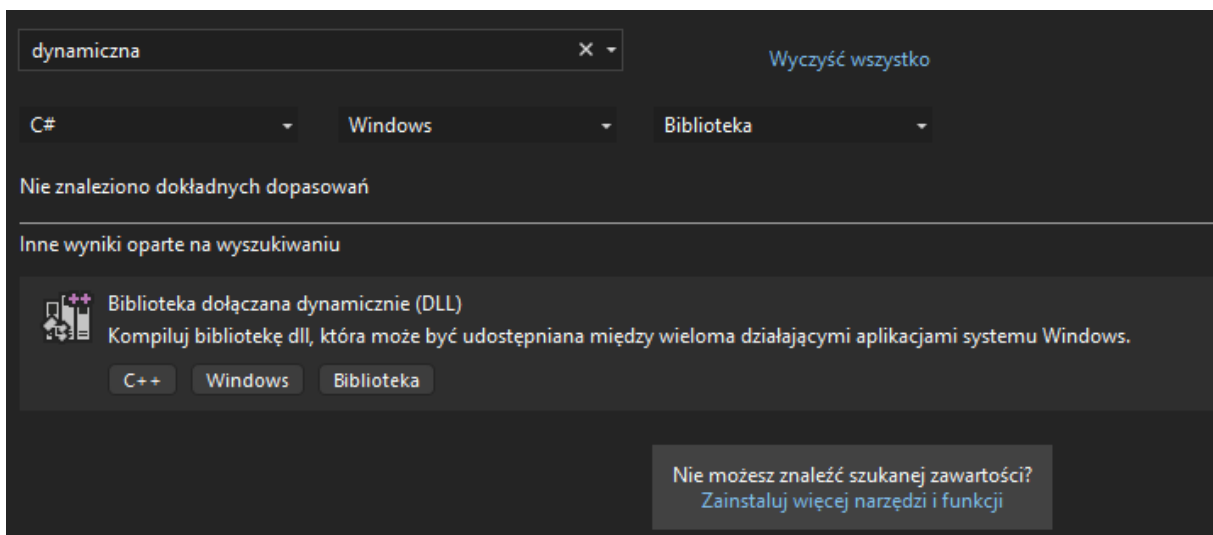 dynamiczna
Wyczyść wszystko
C#
Windows
Biblioteka
Nie znaleziono dokładnych dopasowań
Inne wyniki oparte na wyszukiwaniu
Biblioteka dołączana dynamicznie (DLL)
Kompiluj bibliotekę dll, która może być udostępniana między wieloma działającymi aplikacjami systemu Windows.
C++
Windows
Biblioteka
Nie możesz znaleźć szukanej zawartości?
Zainstaluj więcej narzędzi i funkcji